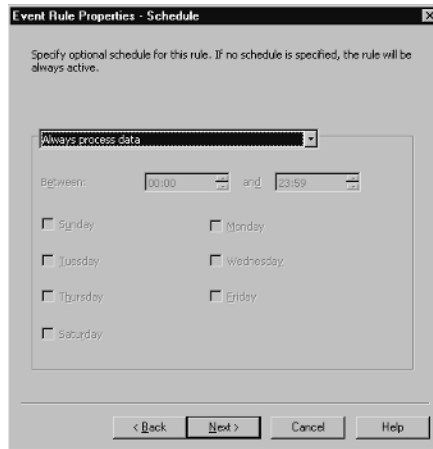 Event Rule Properties - Schedule
Specify optional schedule for this rule. If no schedule is specified, the rule will be
always active.
Always process data
Between: 00:00 and 23:59
Sunday Monday
Tuesday Wednesday
Thursday Friday
Saturday
< Back Next > Cancel Help